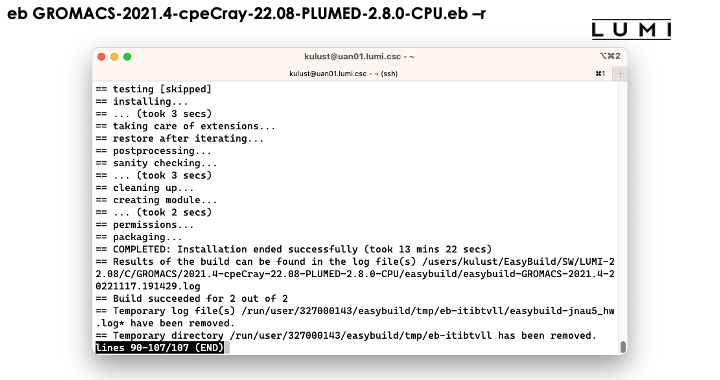 eb GROMACS-2021.4-cpeCray-22.08-PLUMED-2.8.0-CPU.eb –r
LUMI
kulust@uan01.lumi.csc - ~
⌥⌘2
kulust@uan01.lumi.csc - ~ (ssh)
⌘1
+
== testing [skipped]
== installing...
== ... (took 3 secs)
== taking care of extensions...
== restore after iterating...
== postprocessing...
== sanity checking...
== ... (took 3 secs)
== cleaning up...
== creating module...
== ... (took 2 secs)
== permissions...
== packaging...
== COMPLETED: Installation ended successfully (took 13 mins 22 secs)
== Results of the build can be found in the log file(s) /users/kulust/EasyBuild/SW/LUMI-2
2.08/C/GROMACS/2021.4-cpeCray-22.08-PLUMED-2.8.0-CPU/easybuild/easybuild-GROMACS-2021.4-2
0221117.191429.log
== Build succeeded for 2 out of 2
== Temporary log file(s) /run/user/327000143/easybuild/tmp/eb-itibtvll/easybuild-jnau5_hw
.log* have been removed.
== Temporary directory /run/user/327000143/easybuild/tmp/eb-itibtvll has been removed.
lines 90-107/107 (END)